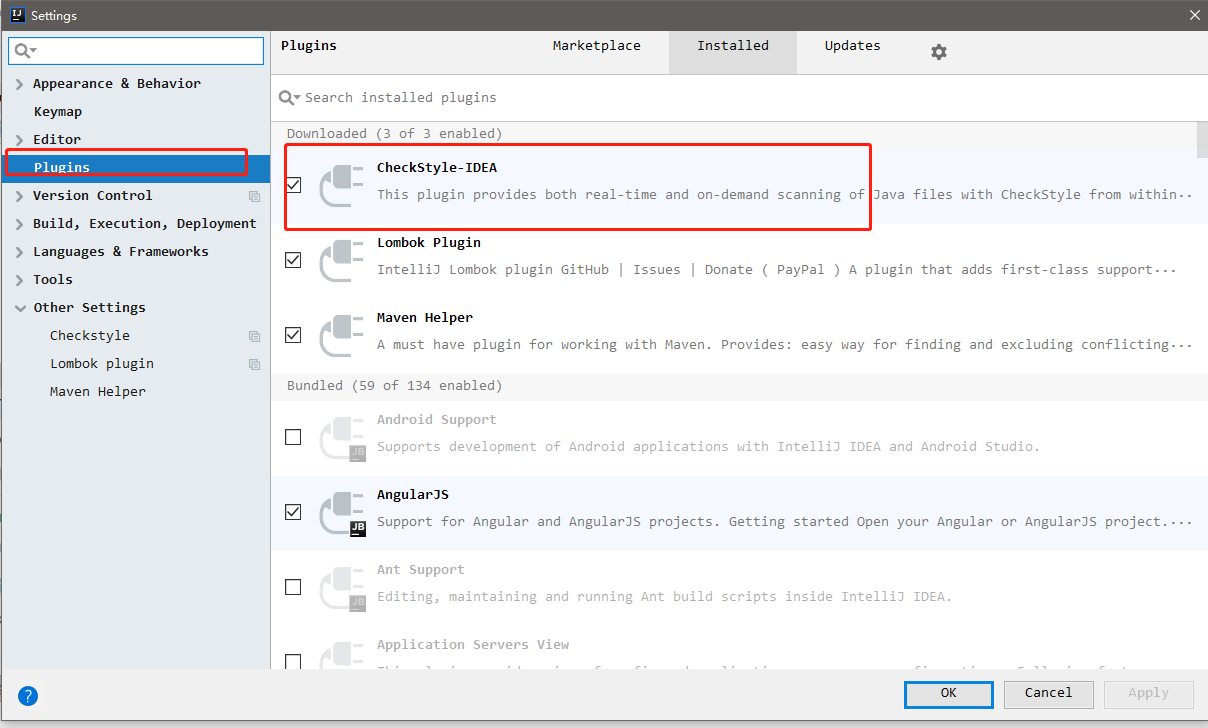 Settings
Plugins
Marketplace
Installed
Updates
Appearance & Behavior
Keymap
Editor
Plugins
Version Control
Build, Execution, Deployment
Languages & Frameworks
Tools
Other Settings
Checkstyle
Lombok plugin
Maven Helper
Search installed plugins
Downloaded (3 of 3 enabled)
CheckStyle-IDEA
This plugin provides both real-time and on-demand scanning of Java files with CheckStyle from within···
Lombok Plugin
IntelliJ Lombok plugin GitHub | Issues | Donate ( PayPal ) A plugin that adds first-class support···
Maven Helper
A must have plugin for working with Maven. Provides: easy way for finding and excluding conflicting···
Bundled (59 of 134 enabled)
Android Support
Supports development of Android applications with IntelliJ IDEA and Android Studio.
AngularJS
Support for Angular and AngularJS projects. Getting started Open your Angular or AngularJS project.···
Ant Support
Editing, maintaining and running Ant build scripts inside IntelliJ IDEA.
Application Servers View
?
OK
Cancel
Apply